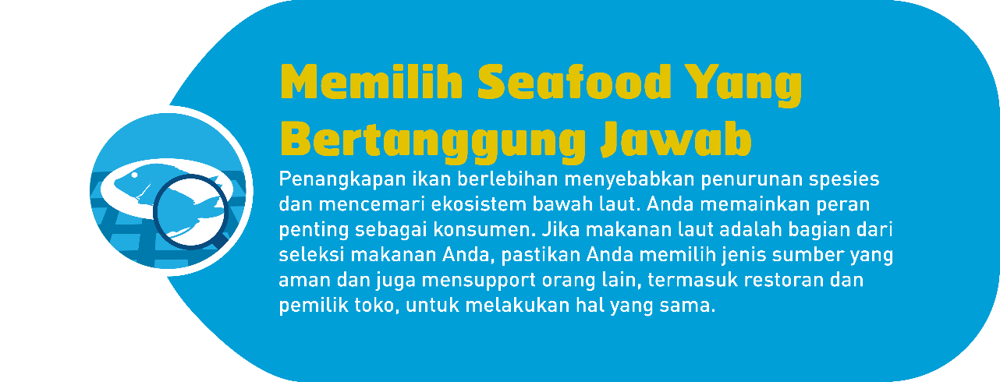 Memilih Seafood Yang
Bertanggung Jawab
Penangkapan ikan berlebihan menyebabkan penurunan spesies
dan mencemari ekosistem bawah laut. Anda memainkan peran
penting sebagai konsumen. Jika makanan laut adalah bagian dari
seleksi makanan Anda, pastikan Anda memilih jenis sumber yang
aman dan juga mensupport orang lain, termasuk restoran dan
pemilik toko, untuk melakukan hal yang sama.